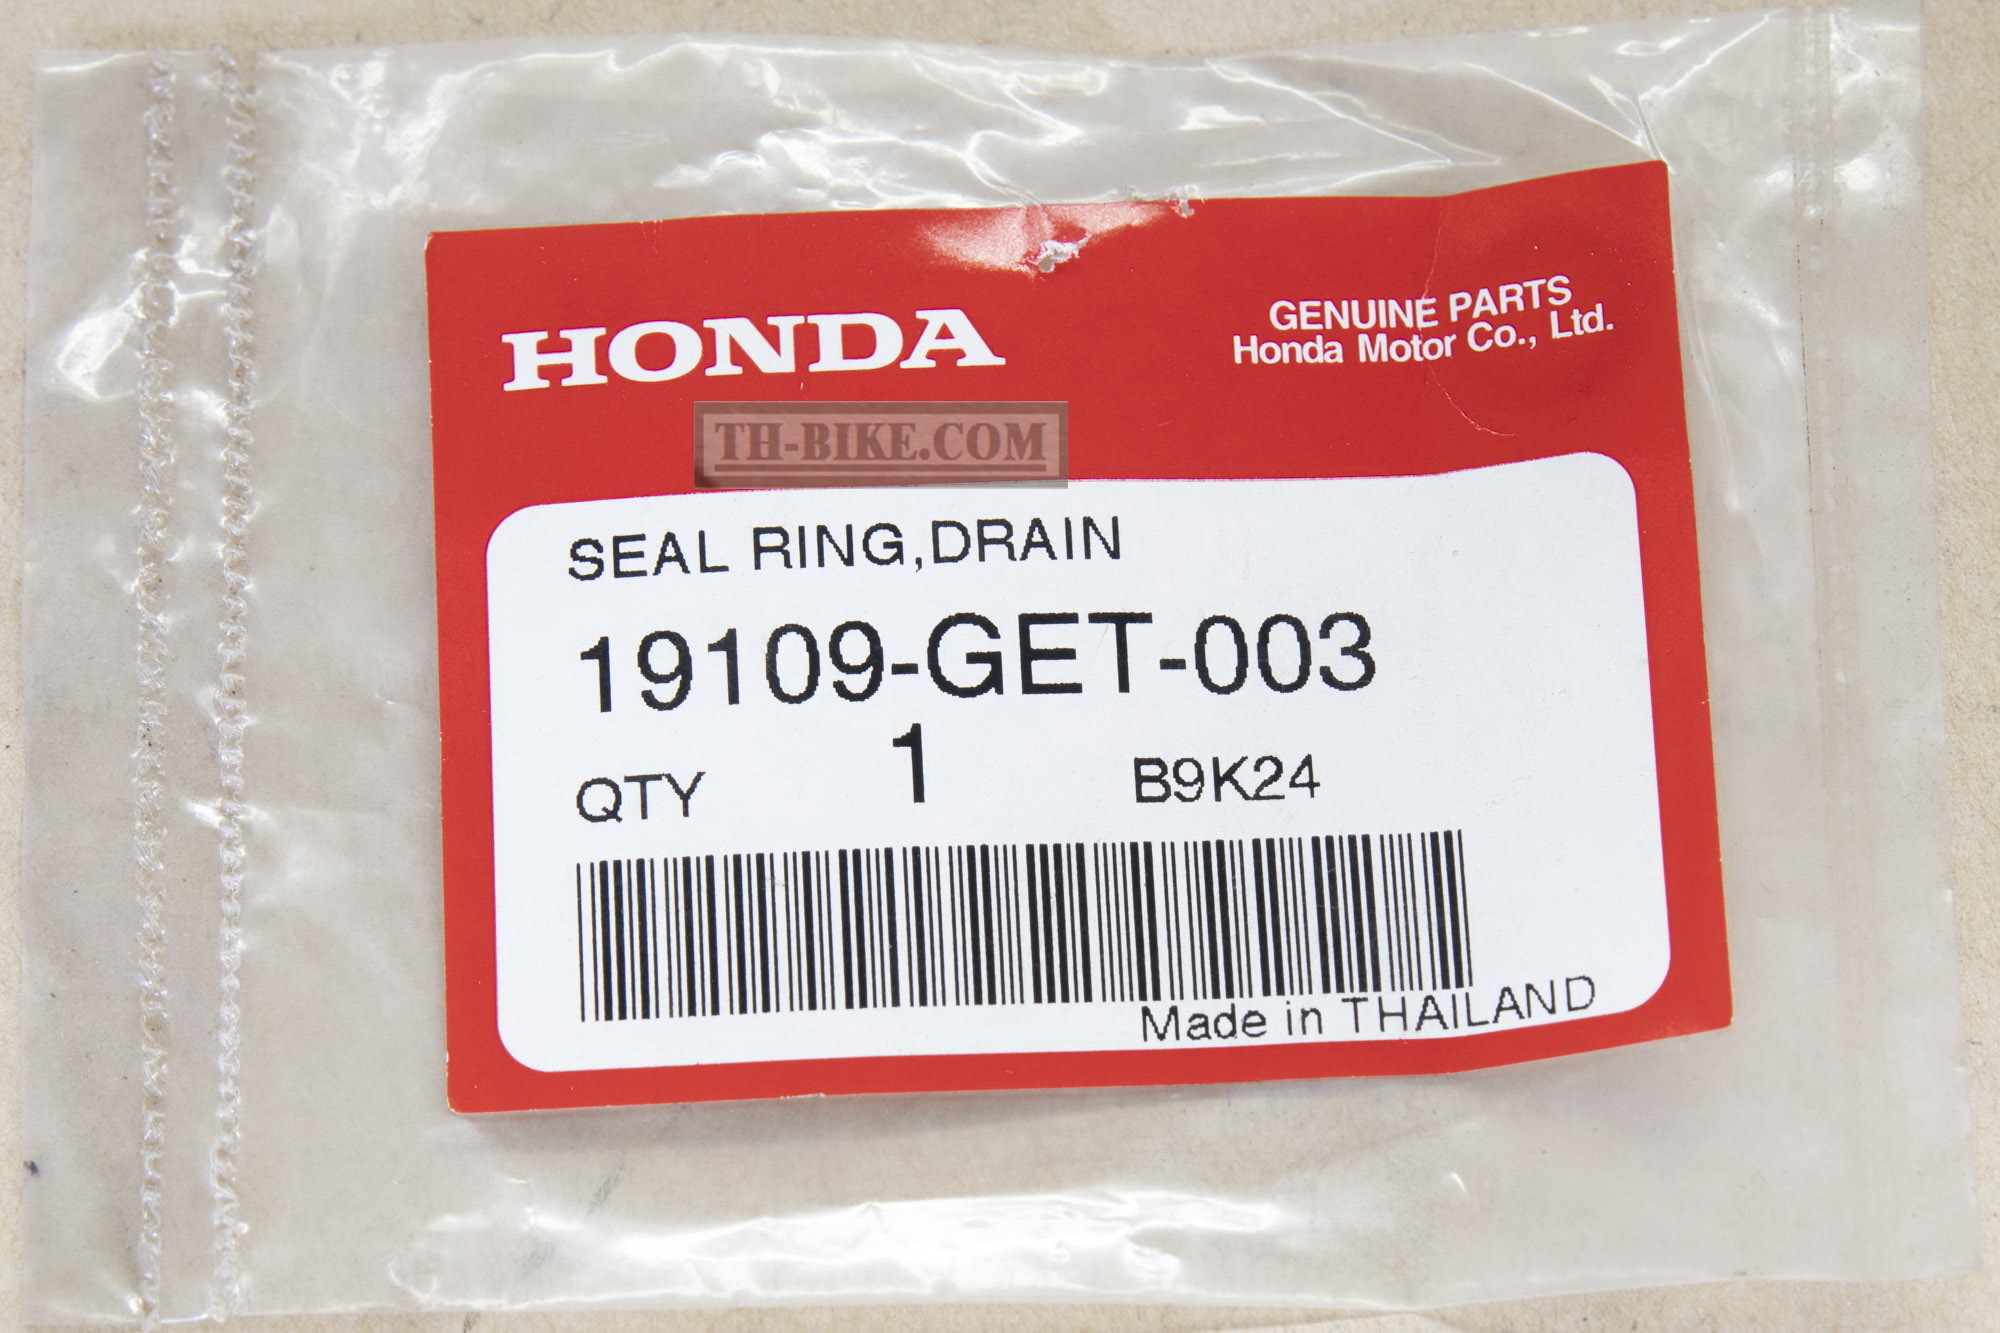 HONDA
GENUINE PARTS
Honda Motor Co., Ltd.
TH-BIKE.COM
SEAL RING,DRAIN
19109-GET-003
QTY 1 B9K24
Made in THAILAND